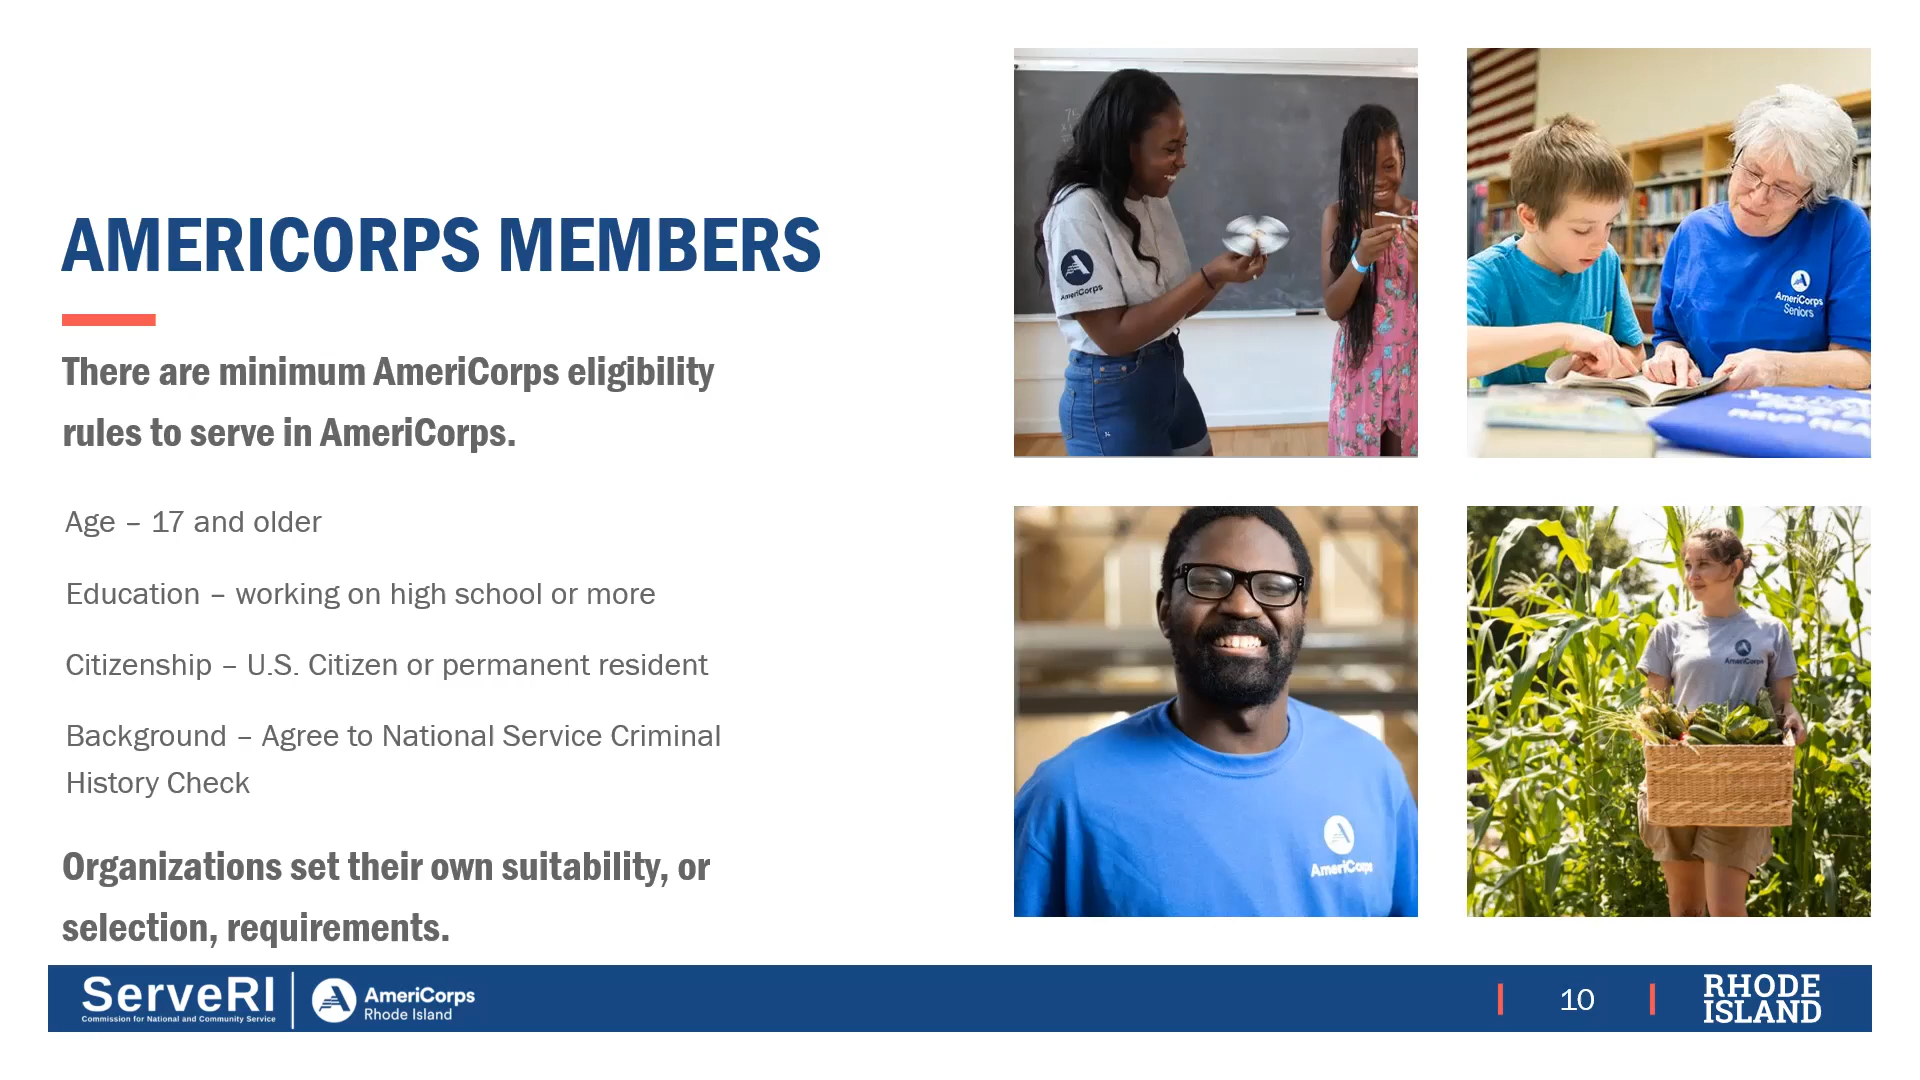 AMERICORPS MEMBERS
There are minimum AmeriCorps eligibility
rules to serve in AmeriCorps.
Age – 17 and older
Education – working on high school or more
Citizenship – U.S. Citizen or permanent resident
Background – Agree to National Service Criminal
History Check
Organizations set their own suitability, or
selection, requirements.
AmeriCorps
AmeriCorps
Seniors
AmeriCorps
AmeriCorps
ServeRI
Commission for National and Community Service
AmeriCorps
Rhode Island
10
RHODE
ISLAND